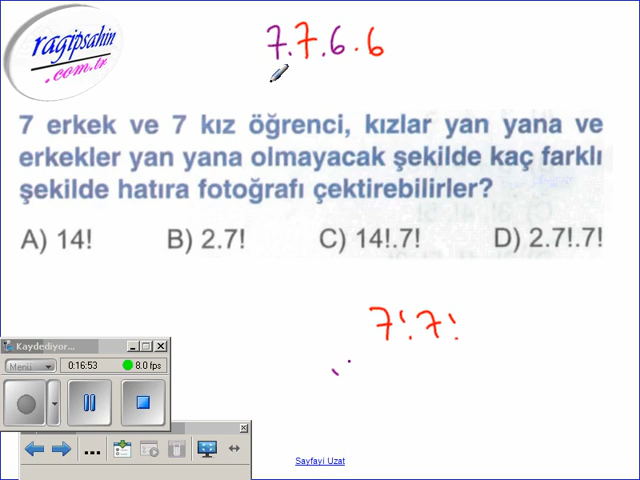 ragipsahin
.com.tr
7.7.6.6
7 erkek ve 7 kız öğrenci, kızlar yan yana ve
erkekler yan yana olmayacak şekilde kaç farklı
şekilde hatıra fotoğrafı çektirebilirler?
A) 14! B) 2.7! C) 14!.7! D) 2.7!.7!
7!.7!
Kaydediyor...
Menü 0:16:53 8.0 fps
...
Sayfayi Uzat